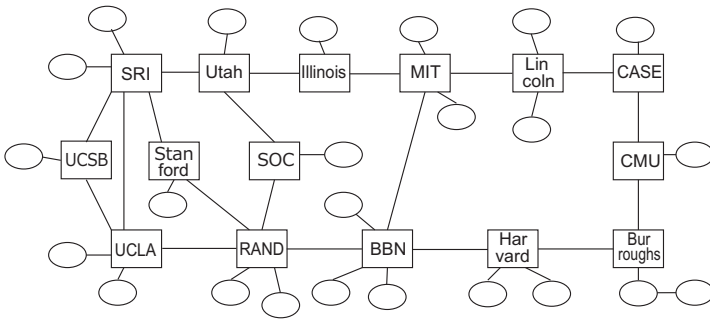 SRI
Utah
Illinois
MIT
Lin
coln
CASE
UCSB
Stan
ford
SOC
CMU
UCLA
RAND
BBN
Har
vard
Bur
roughs